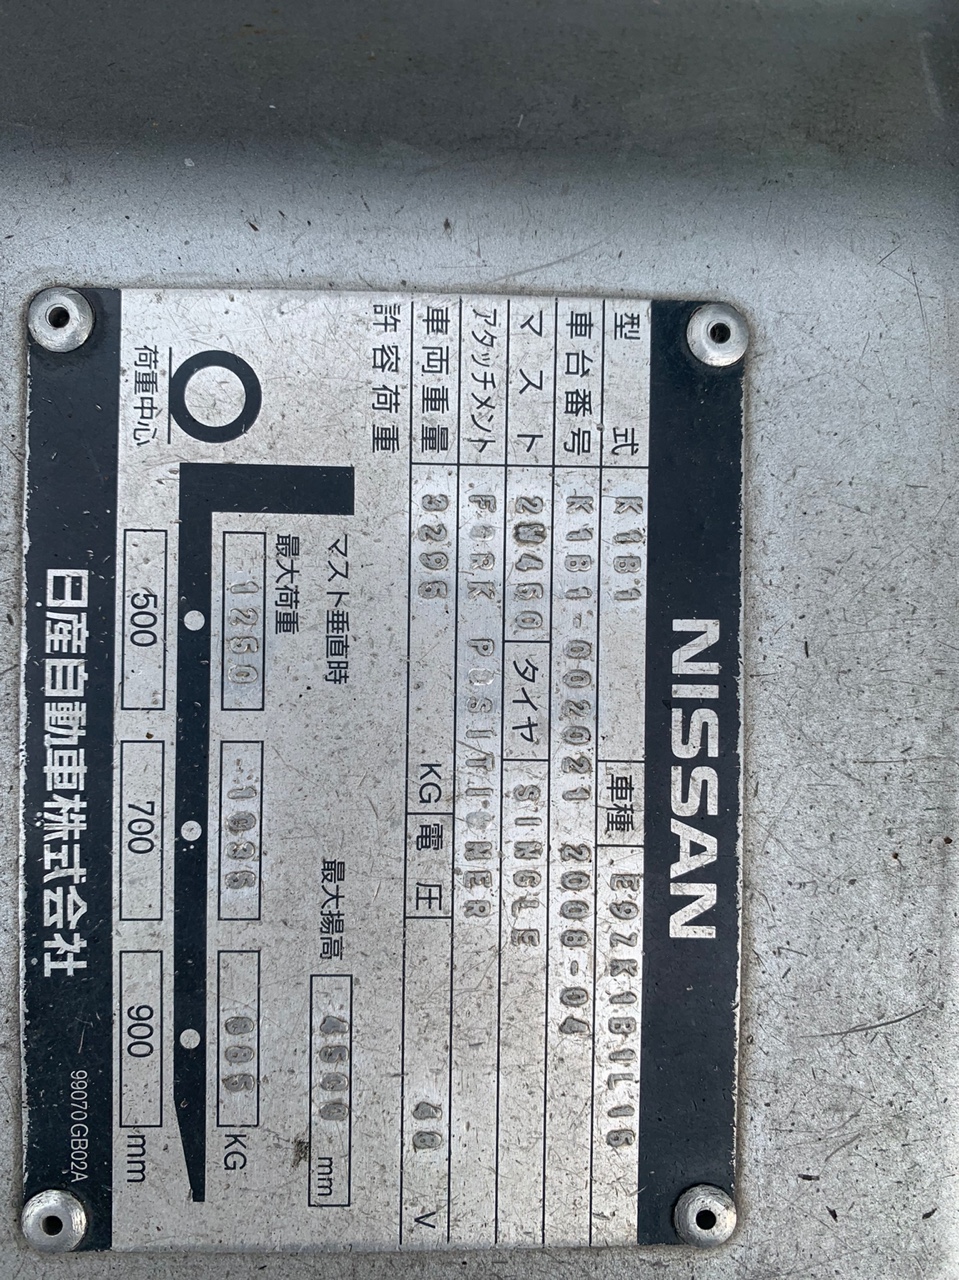 NISSAN
型式 K1B1 車種 E9ZK1B1L16
車台番号 K1B1-002021 2008-04
マスト 2W450 タイヤ SINGLE
アタッチメント FORK POSITIONER
車両重量 3295 KG 電圧 48 V
許容荷重
マスト垂直時 最大揚高 4500 mm
最大荷重
1250 1035 885 KG
荷重中心 500 700 900 mm
日産自動車株式会社 99070GB02A